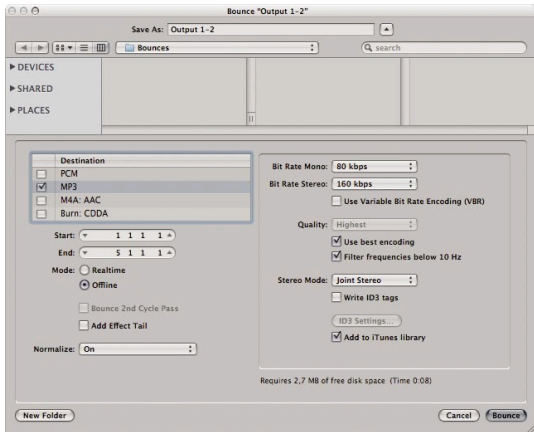 Bounce "Output 1-2"
Save As: Output 1-2
Bounces
search
DEVICES
SHARED
PLACES
Destination
PCM
MP3
M4A: AAC
Burn: CDDA
Start: 1 1 1 1
End: 5 1 1 1
Mode: Realtime
Offline
Bounce 2nd Cycle Pass
Add Effect Tail
Normalize: On
Bit Rate Mono: 80 kbps
Bit Rate Stereo: 160 kbps
Use Variable Bit Rate Encoding (VBR)
Quality: Highest
Use best encoding
Filter frequencies below 10 Hz
Stereo Mode: Joint Stereo
Write ID3 tags
ID3 Settings...
Add to iTunes library
Requires 2,7 MB of free disk space (Time 0:08)
New Folder
Cancel
Bounce